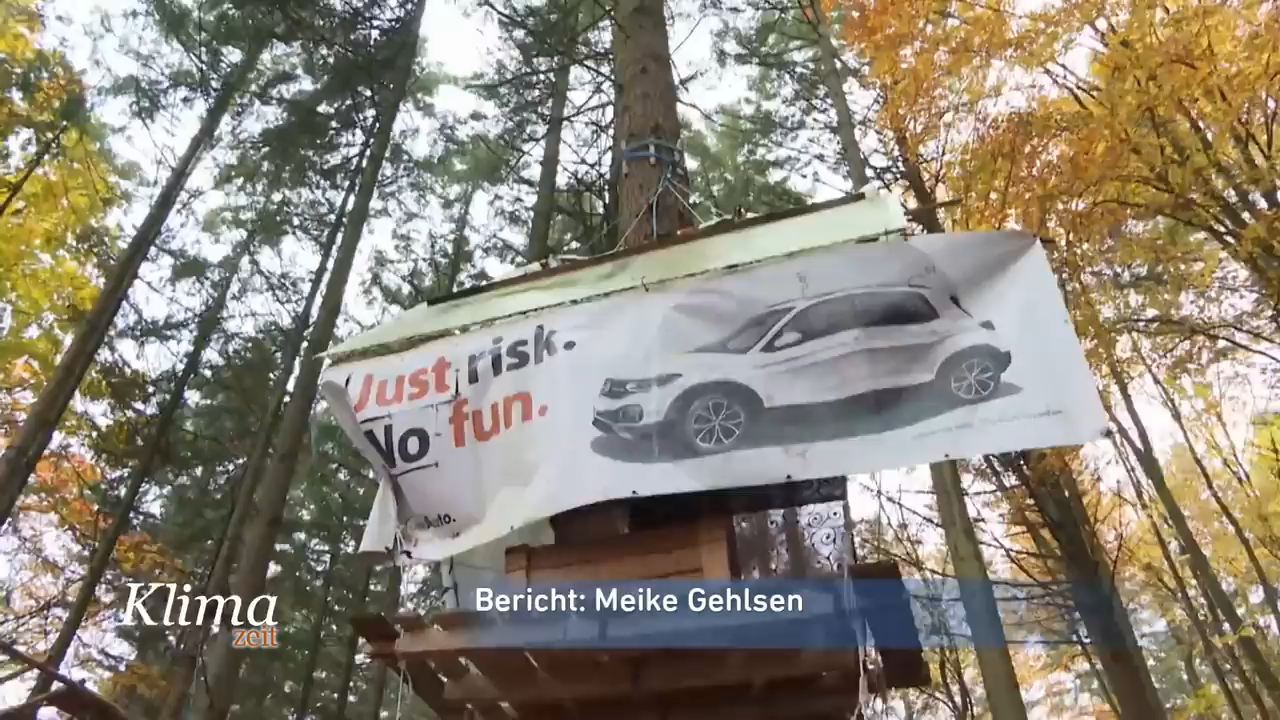 Just risk.
No fun.
Auto.
Klima
zeit
Bericht: Meike Gehlsen